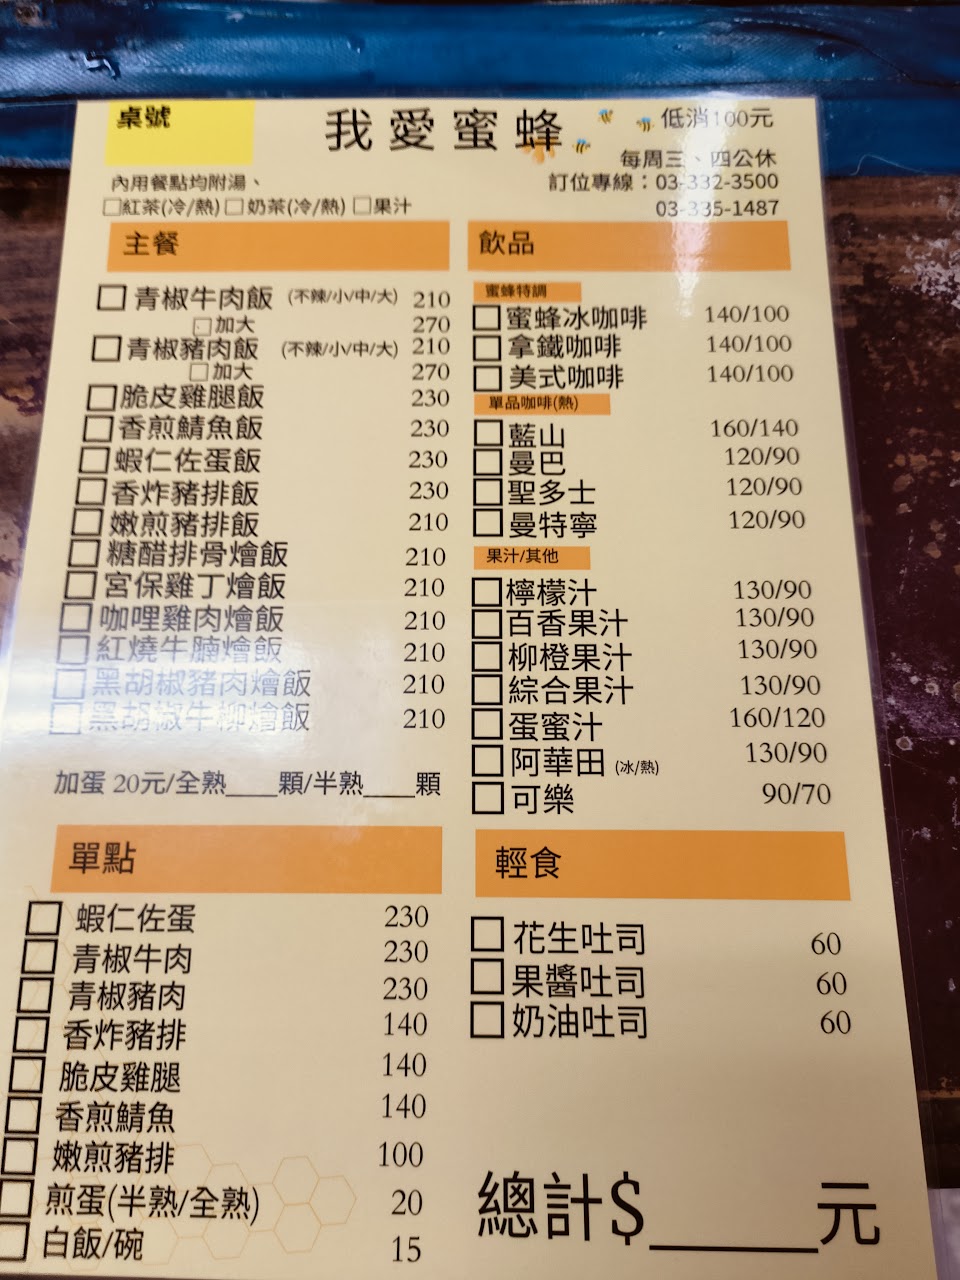 桌號
我愛蜜蜂
低消100元
每周三、四公休
訂位專線：03-332-3500
03-335-1487
內用餐點均附湯、
□紅茶(冷/熱) □奶茶(冷/熱) □果汁
主餐
□青椒牛肉飯 (不辣/小/中/大) 210
□加大 270
□青椒豬肉飯 (不辣/小/中/大) 210
□加大 270
□脆皮雞腿飯 230
□香煎鯖魚飯 230
□蝦仁佐蛋飯 230
□香炸豬排飯 230
□嫩煎豬排飯 210
□糖醋排骨燴飯 210
□宮保雞丁燴飯 210
□咖哩雞肉燴飯 210
□紅燒牛腩燴飯 210
□黑胡椒豬肉燴飯 210
□黑胡椒牛柳燴飯 210
加蛋 20元/全熟____顆/半熟____顆
單點
□蝦仁佐蛋 230
□青椒牛肉 230
□青椒豬肉 230
□香炸豬排 140
□脆皮雞腿 140
□香煎鯖魚 140
□嫩煎豬排 100
□煎蛋(半熟/全熟) 20
□白飯/碗 15
飲品
蜜蜂特調
□蜜蜂冰咖啡 140/100
□拿鐵咖啡 140/100
□美式咖啡 140/100
單品咖啡(熱)
□藍山 160/140
□曼巴 120/90
□聖多士 120/90
□曼特寧 120/90
果汁/其他
□檸檬汁 130/90
□百香果汁 130/90
□柳橙果汁 130/90
□綜合果汁 130/90
□蛋蜜汁 160/120
□阿華田 (冰/熱) 130/90
□可樂 90/70
輕食
□花生吐司 60
□果醬吐司 60
□奶油吐司 60
總計$______元